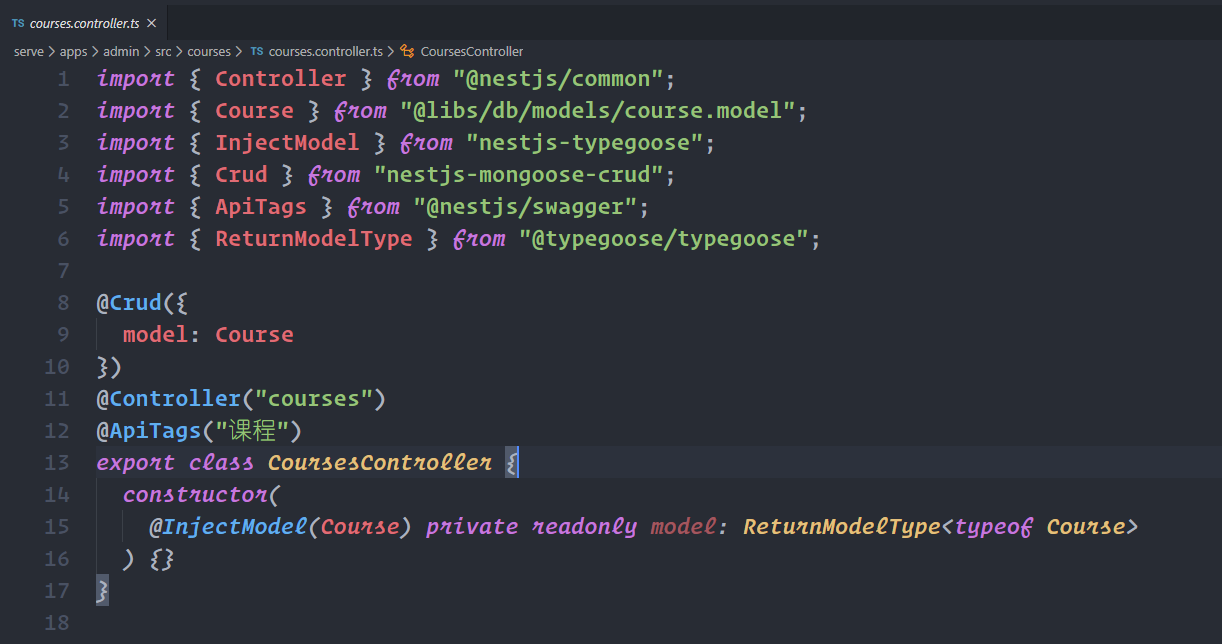 TS courses.controller.ts ×
serve > apps > admin > src > courses > TS courses.controller.ts > CoursesController
1 import { Controller } from "@nestjs/common";
2 import { Course } from "@libs/db/models/course.model";
3 import { InjectModel } from "nestjs-typegoose";
4 import { Crud } from "nestjs-mongoose-crud";
5 import { ApiTags } from "@nestjs/swagger";
6 import { ReturnModelType } from "@typegoose/typegoose";
7
8 @Crud({
9   model: Course
10 })
11 @Controller("courses")
12 @ApiTags("课程")
13 export class CoursesController {
14   constructor(
15     @InjectModel(Course) private readonly model: ReturnModelType<typeof Course>
16   ) {}
17 }
18